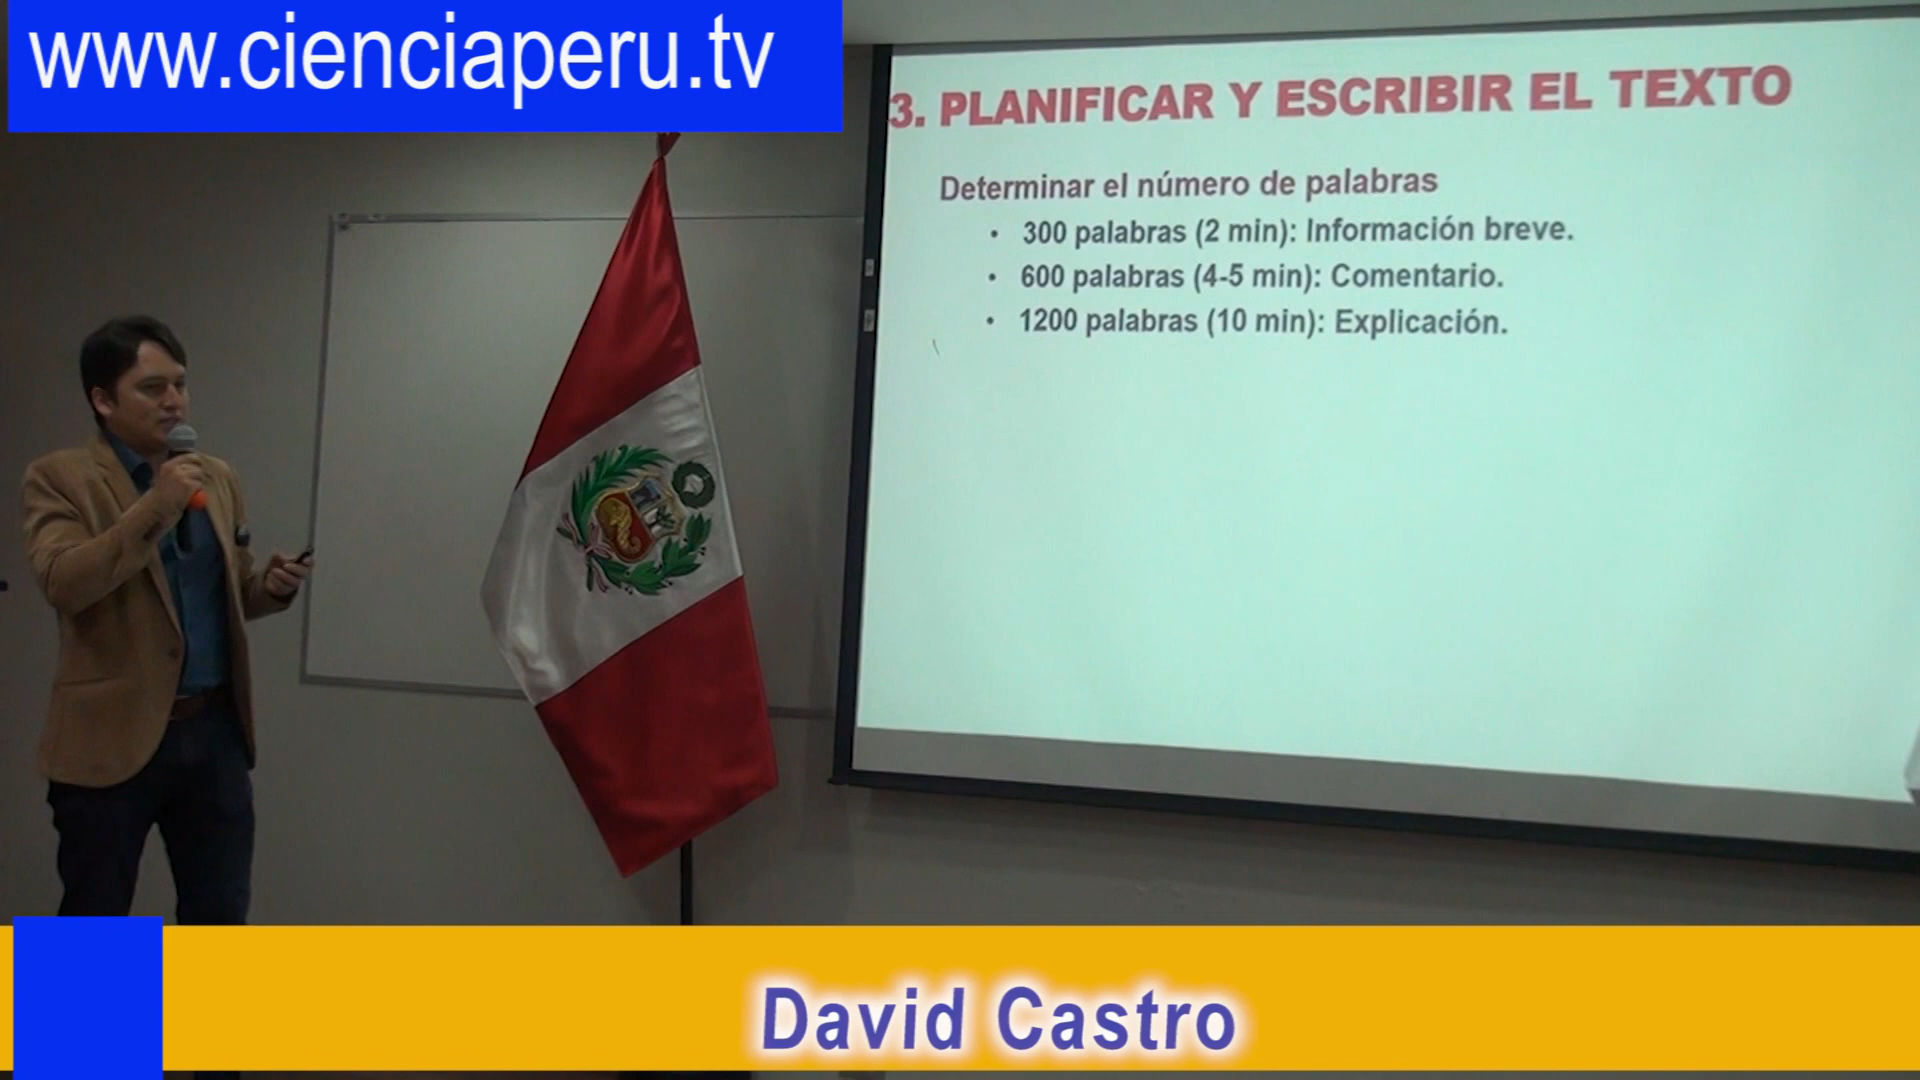 www.cienciaperu.tv
3. PLANIFICAR Y ESCRIBIR EL TEXTO
Determinar el número de palabras
• 300 palabras (2 min): Información breve.
• 600 palabras (4-5 min): Comentario.
• 1200 palabras (10 min): Explicación.
David Castro